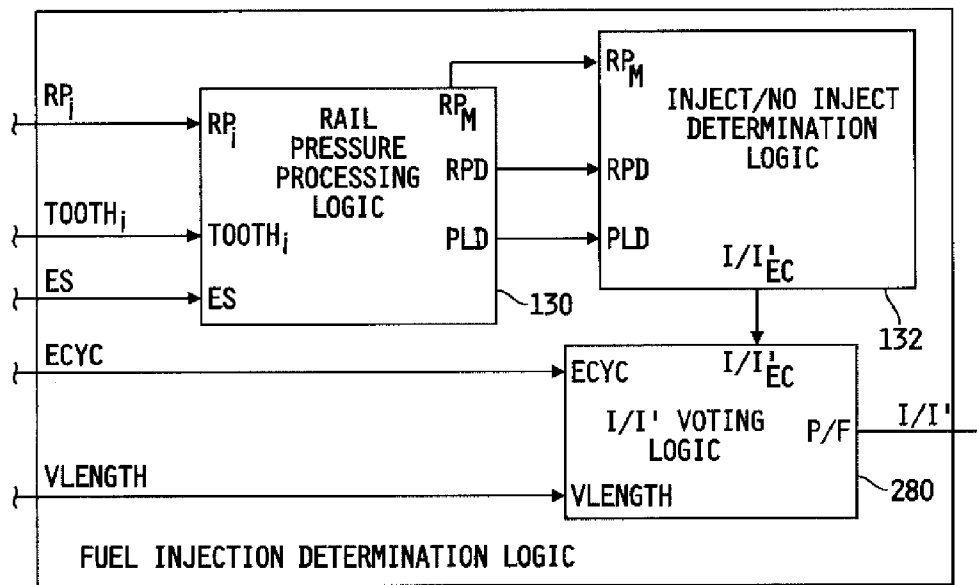 RPi
TOOTHi
ES
ECYC
VLENGTH
RPi
TOOTHi
ES
RAIL
PRESSURE
PROCESSING
LOGIC
RPM
RPD
PLD
130
RPM
RPD
PLD
INJECT/NO INJECT
DETERMINATION
LOGIC
I/I'EC
132
ECYC
I/I'EC
I/I' VOTING
LOGIC
P/F
VLENGTH
280
I/I'
FUEL INJECTION DETERMINATION LOGIC